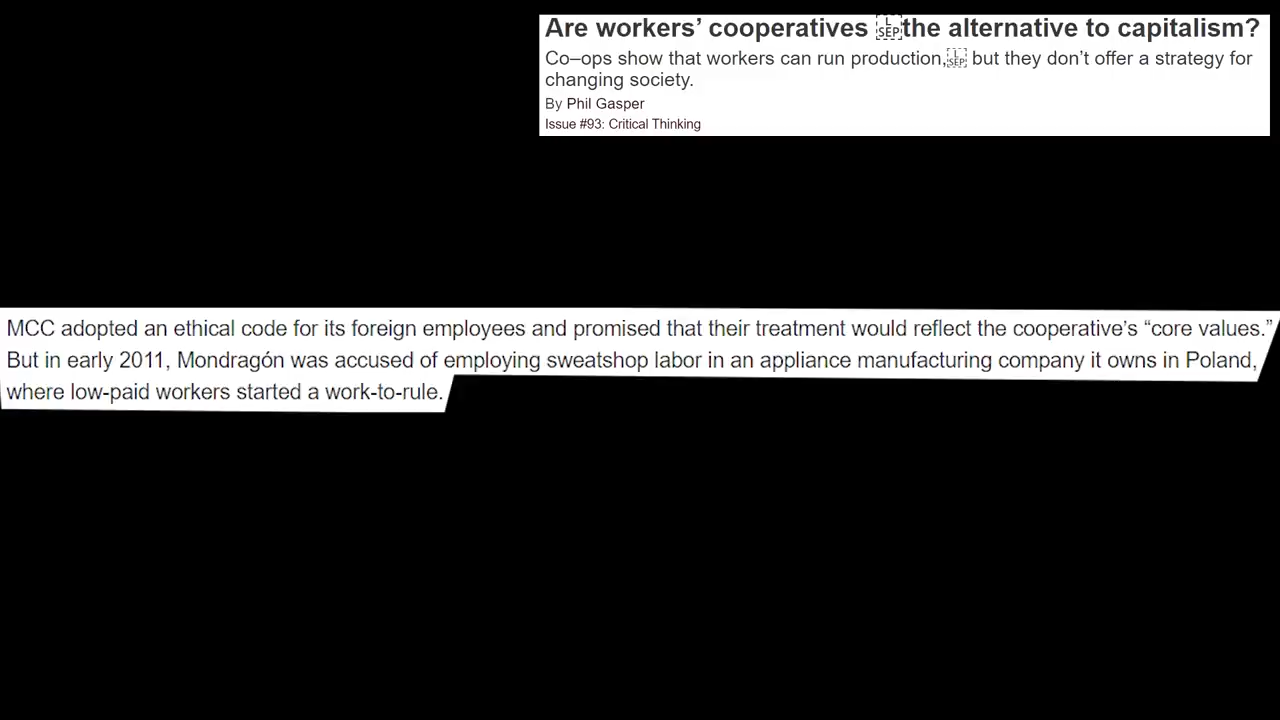 Are workers’ cooperatives L SEP the alternative to capitalism?
Co–ops show that workers can run production, L SEP but they don’t offer a strategy for
changing society.
By Phil Gasper
Issue #93: Critical Thinking
MCC adopted an ethical code for its foreign employees and promised that their treatment would reflect the cooperative’s “core values.”
But in early 2011, Mondragón was accused of employing sweatshop labor in an appliance manufacturing company it owns in Poland,
where low-paid workers started a work-to-rule.